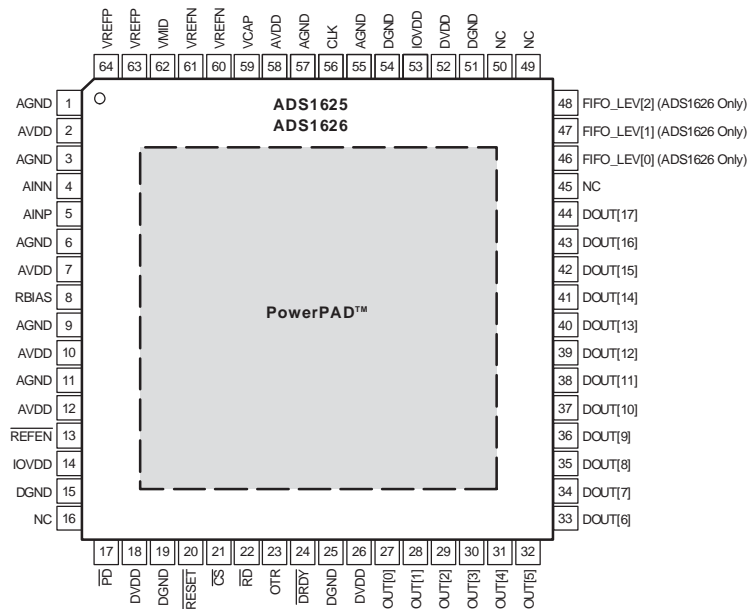 VREFP
VREFP
VMID
VREFN
VREFN
VCAP
AVDD
AGND
CLK
AGND
DGND
IOVDD
DVDD
DGND
NC
NC
64 63 62 61 60 59 58 57 56 55 54 53 52 51 50 49
ADS1625
ADS1626
PowerPAD™
AGND 1
AVDD 2
AGND 3
AINN 4
AINP 5
AGND 6
AVDD 7
RBIAS 8
AGND 9
AVDD 10
AGND 11
AVDD 12
REFEN 13
IOVDD 14
DGND 15
NC 16
48 FIFO_LEV[2] (ADS1626 Only)
47 FIFO_LEV[1] (ADS1626 Only)
46 FIFO_LEV[0] (ADS1626 Only)
45 NC
44 DOUT[17]
43 DOUT[16]
42 DOUT[15]
41 DOUT[14]
40 DOUT[13]
39 DOUT[12]
38 DOUT[11]
37 DOUT[10]
36 DOUT[9]
35 DOUT[8]
34 DOUT[7]
33 DOUT[6]
17 18 19 20 21 22 23 24 25 26 27 28 29 30 31 32
PD
DVDD
DGND
RESET
CS
RD
OTR
DRDY
DGND
DVDD
OUT[0]
OUT[1]
OUT[2]
OUT[3]
OUT[4]
OUT[5]